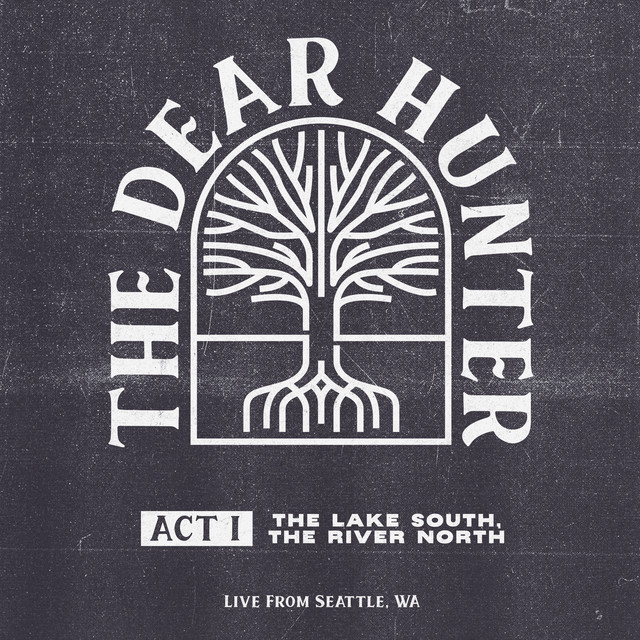 THE DEAR HUNTER
ACT I
THE LAKE SOUTH,
THE RIVER NORTH
LIVE FROM SEATTLE, WA